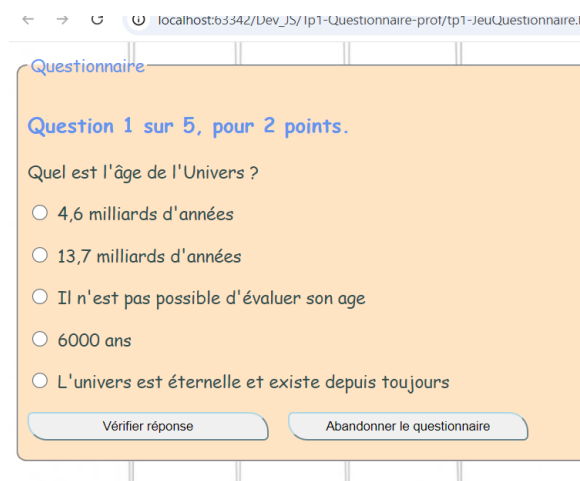 localhost:63342/Dev_JS/Tp1-Questionnaire-prof/tp1-JeuQuestionnaire.
Questionnaire
Question 1 sur 5, pour 2 points.
Quel est l'âge de l'Univers ?
4,6 milliards d'années
13,7 milliards d'années
Il n'est pas possible d'évaluer son age
6000 ans
L'univers est éternelle et existe depuis toujours
Vérifier réponse
Abandonner le questionnaire